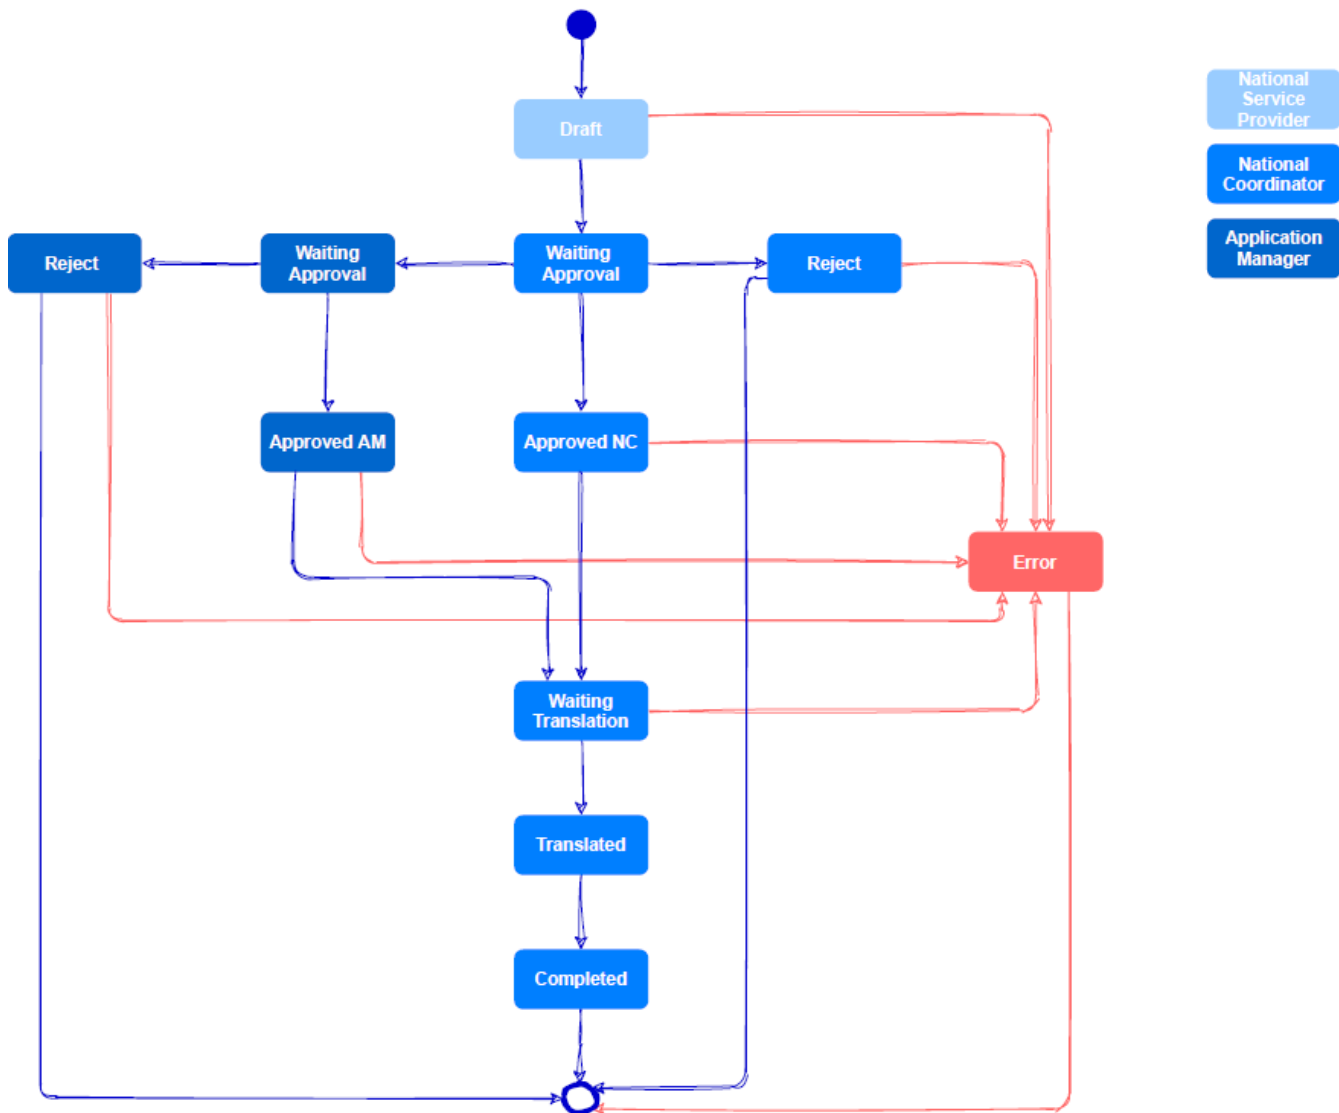 Draft
National
Service
Provider
National
Coordinator
Application
Manager
Reject
Waiting
Approval
Waiting
Approval
Reject
Approved AM
Approved NC
Error
Waiting
Translation
Translated
Completed